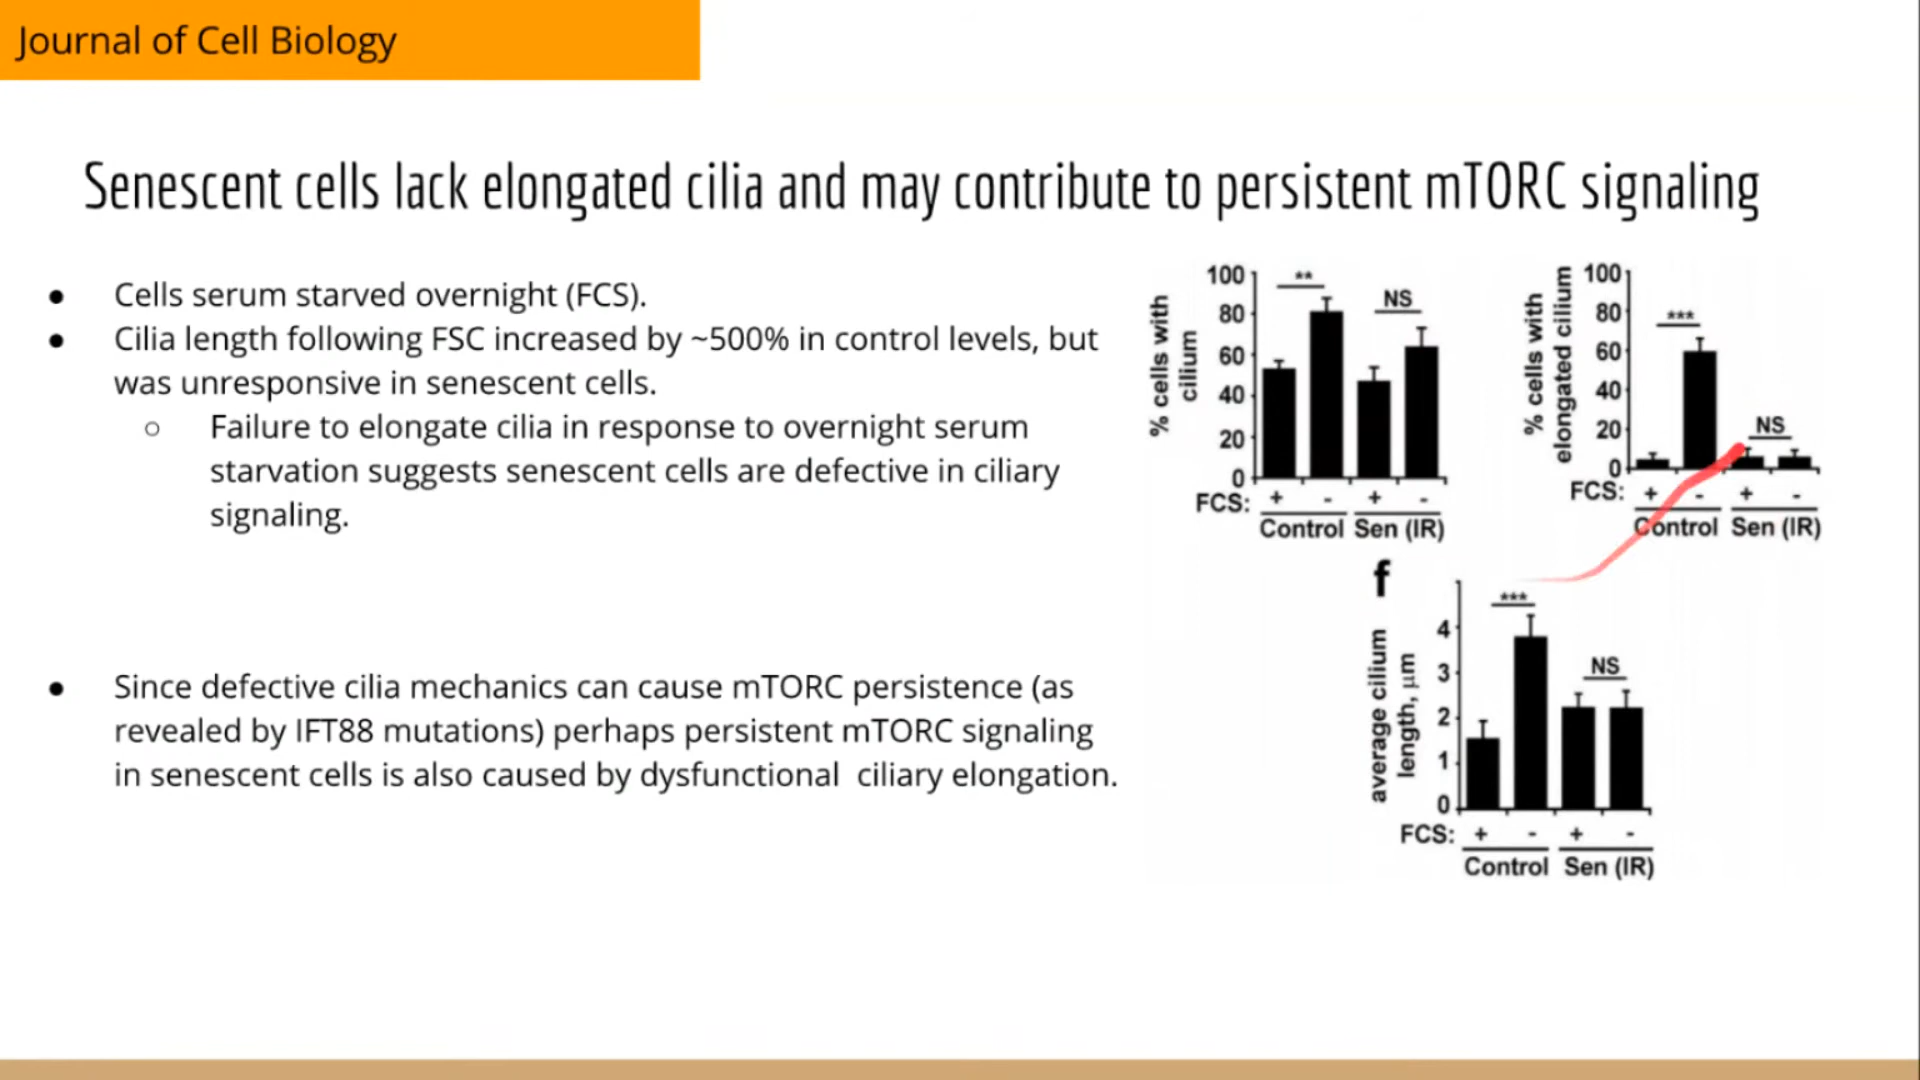 Journal of Cell Biology
Senescent cells lack elongated cilia and may contribute to persistent mTORC signaling
● Cells serum starved overnight (FCS).
● Cilia length following FSC increased by ~500% in control levels, but
was unresponsive in senescent cells.
○ Failure to elongate cilia in response to overnight serum
starvation suggests senescent cells are defective in ciliary
signaling.
● Since defective cilia mechanics can cause mTORC persistence (as
revealed by IFT88 mutations) perhaps persistent mTORC signaling
in senescent cells is also caused by dysfunctional ciliary elongation.
% cells with
cilium
100
80
60
40
20
0
**
NS
FCS: + - + -
Control Sen (IR)
% cells with
elongated cilium
100
80
60
40
20
0
***
NS
FCS: + - + -
Control Sen (IR)
f
average cilium
length, μm
4
3
2
1
0
***
NS
FCS: + - + -
Control Sen (IR)